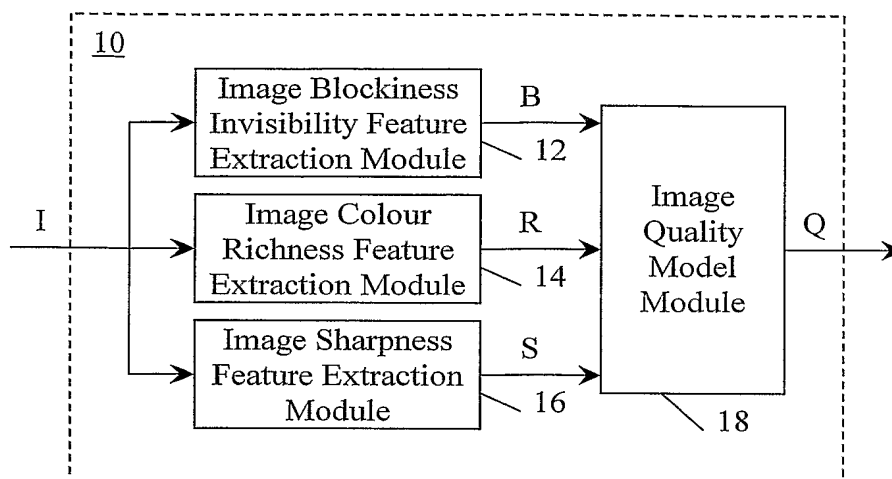 10
Image Blockiness
Invisibility Feature
Extraction Module
B
12
I
Image Colour
Richness Feature
Extraction Module
R
14
Image Sharpness
Feature Extraction
Module
S
16
Image
Quality
Model
Module
18
Q